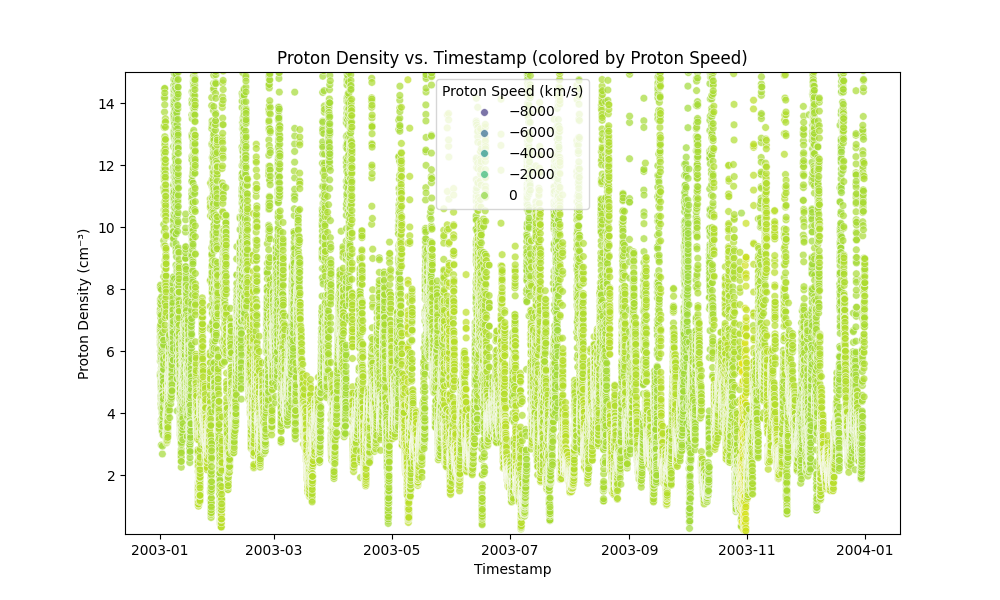 Proton Density vs. Timestamp (colored by Proton Speed)
Proton Speed (km/s)
−8000
−6000
−4000
−2000
0
14
12
10
8
6
4
2
Proton Density (cm⁻³)
2003-01 2003-03 2003-05 2003-07 2003-09 2003-11 2004-01
Timestamp